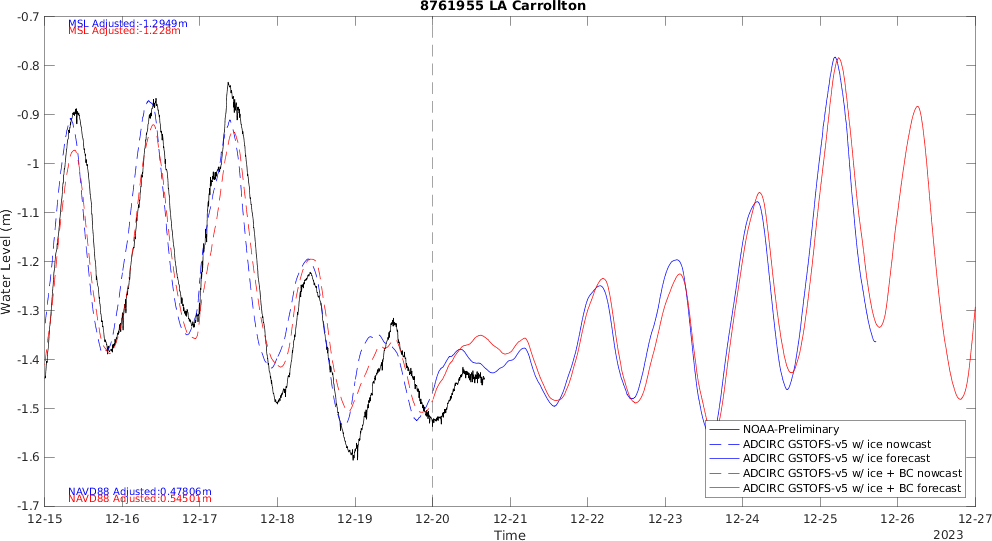 8761955 LA Carrollton
MSL Adjusted:-1.2949m
MSL Adjusted:-1.228m
-0.7
-0.8
-0.9
-1
-1.1
-1.2
-1.3
-1.4
-1.5
-1.6
-1.7
Water Level (m)
NAVD88 Adjusted:0.47806m
NAVD88 Adjusted:0.54501m
NOAA-Preliminary
ADCIRC GSTOFS-v5 w/ ice nowcast
ADCIRC GSTOFS-v5 w/ ice forecast
ADCIRC GSTOFS-v5 w/ ice + BC nowcast
ADCIRC GSTOFS-v5 w/ ice + BC forecast
12-15 12-16 12-17 12-18 12-19 12-20 12-21 12-22 12-23 12-24 12-25 12-26 12-27
Time
2023